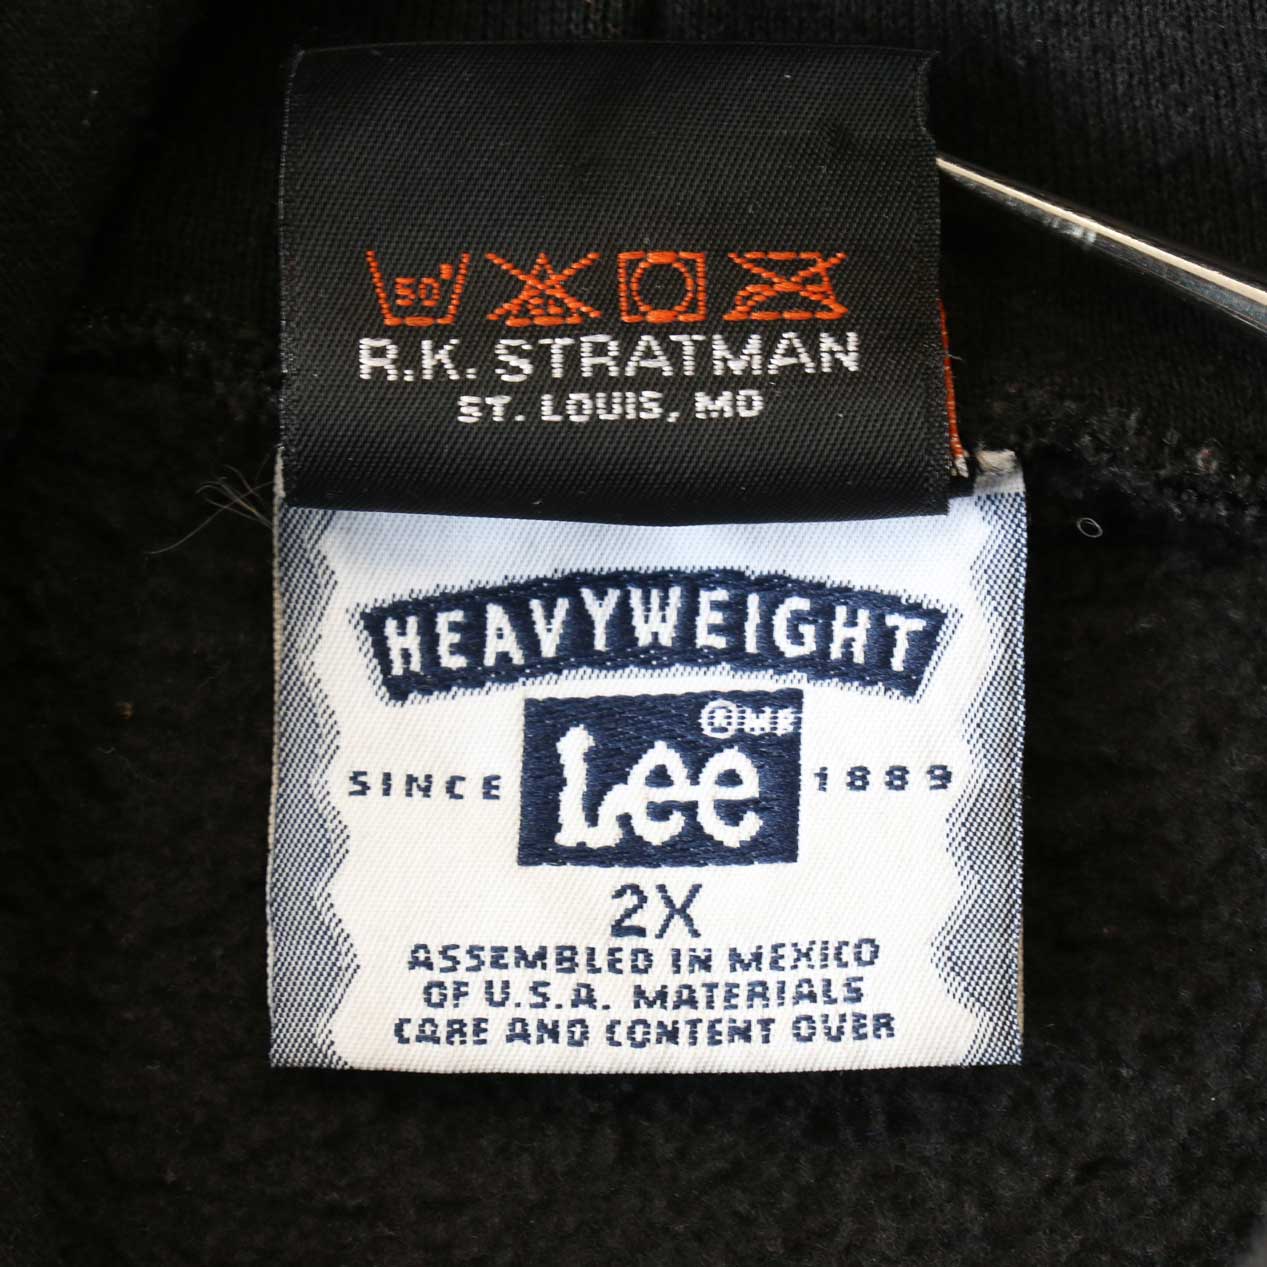 50°
R.K. STRATMAN
ST. LOUIS, MO
HEAVYWEIGHT
® MR
Lee
SINCE 1889
2X
ASSEMBLED IN MEXICO
OF U.S.A. MATERIALS
CARE AND CONTENT OVER